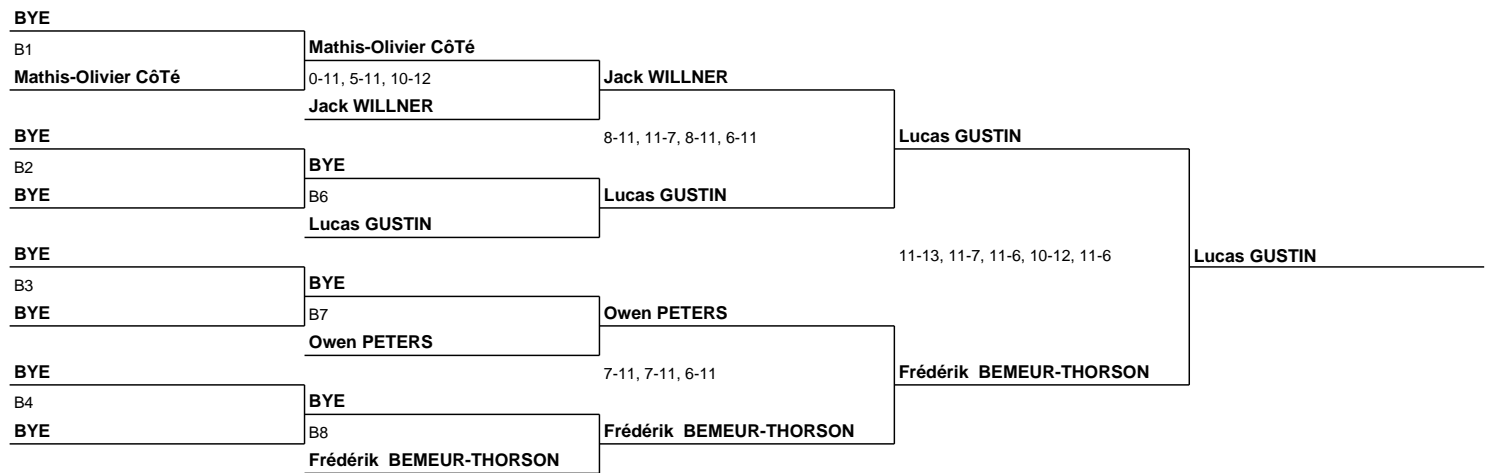 BYE
B1
Mathis-Olivier CôTé
Mathis-Olivier CôTé
0-11, 5-11, 10-12
Jack WILLNER
Jack WILLNER
BYE
B2
BYE
BYE
B6
Lucas GUSTIN
8-11, 11-7, 8-11, 6-11
Lucas GUSTIN
Lucas GUSTIN
BYE
B3
BYE
BYE
B7
Owen PETERS
Owen PETERS
11-13, 11-7, 11-6, 10-12, 11-6
Lucas GUSTIN
BYE
B4
BYE
BYE
B8
Frédérik BEMEUR-THORSON
7-11, 7-11, 6-11
Frédérik BEMEUR-THORSON
Frédérik BEMEUR-THORSON